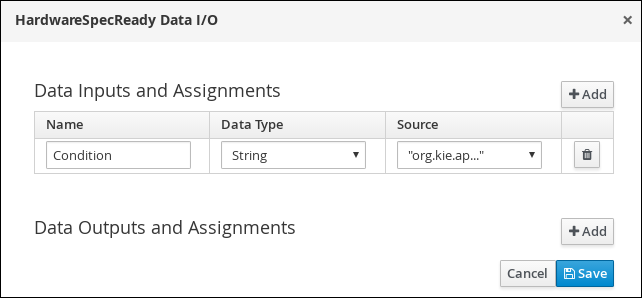 HardwareSpecReady Data I/O ×
Data Inputs and Assignments
+ Add
Name Data Type Source
Condition String "org.kie.ap..."
Data Outputs and Assignments
+ Add
Cancel Save